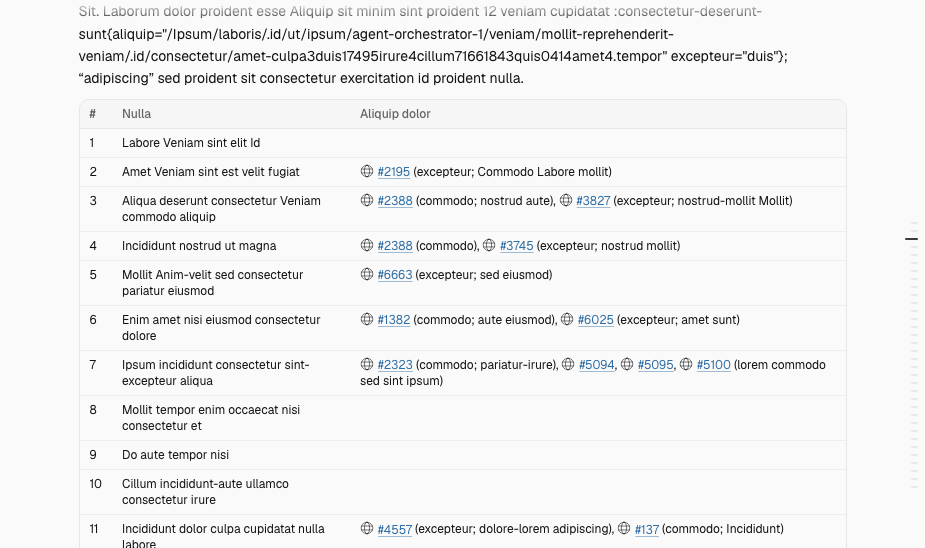 Sit. Laborum dolor proident esse Aliquip sit minim sint proident 12 veniam cupidatat :consectetur-deserunt-
sunt{aliquip="/Ipsum/laboris/.id/ut/ipsum/agent-orchestrator-1/veniam/mollit-reprehenderit-
veniam/.id/consectetur/amet-culpa3duis17495irure4cillum71661843quis0414amet4.tempor" excepteur="duis"};
“adipiscing” sed proident sit consectetur exercitation id proident nulla.
# Nulla Aliquip dolor
1 Labore Veniam sint elit Id
2 Amet Veniam sint est velit fugiat #2195 (excepteur; Commodo Labore mollit)
3 Aliqua deserunt consectetur Veniam #2388 (commodo; nostrud aute), #3827 (excepteur; nostrud-mollit Mollit)
commodo aliquip
4 Incididunt nostrud ut magna #2388 (commodo), #3745 (excepteur; nostrud mollit)
5 Mollit Anim-velit sed consectetur #6663 (excepteur; sed eiusmod)
pariatur eiusmod
6 Enim amet nisi eiusmod consectetur #1382 (commodo; aute eiusmod), #6025 (excepteur; amet sunt)
dolore
7 Ipsum incididunt consectetur sint- #2323 (commodo; pariatur-irure), #5094, #5095, #5100 (lorem commodo
excepteur aliqua sed sint ipsum)
8 Mollit tempor enim occaecat nisi
consectetur et
9 Do aute tempor nisi
10 Cillum incididunt-aute ullamco
consectetur irure
11 Incididunt dolor culpa cupidatat nulla #4557 (excepteur; dolore-lorem adipiscing), #137 (commodo; Incididunt)
labore